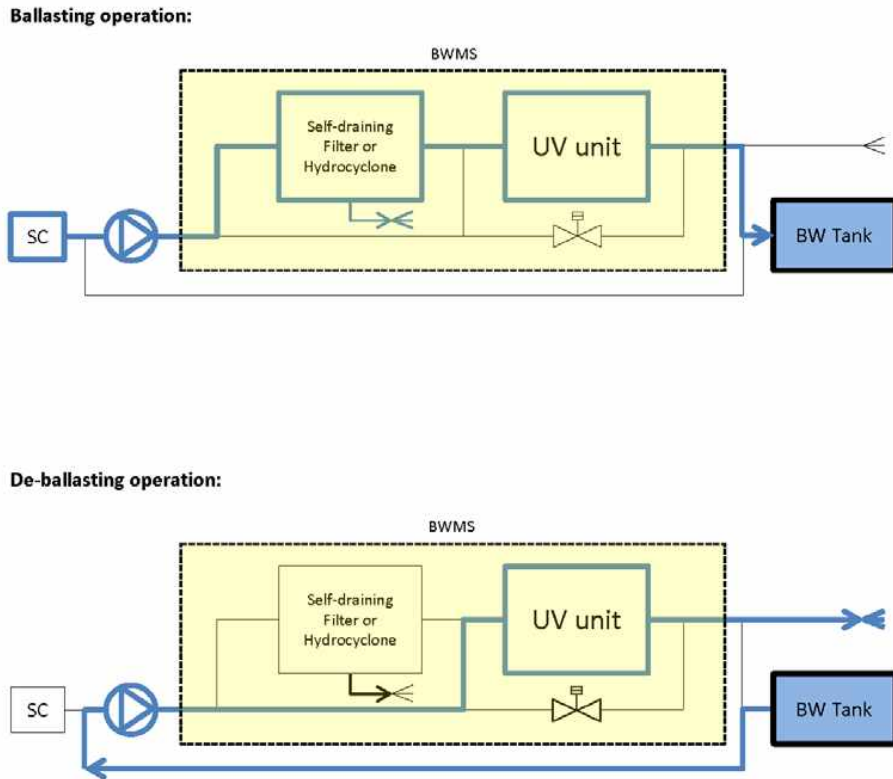 Ballasting operation:
BWMS
Self-draining
Filter or
Hydrocyclone
UV unit
SC
BW Tank
De-ballasting operation:
BWMS
Self-draining
Filter or
Hydrocyclone
UV unit
SC
BW Tank